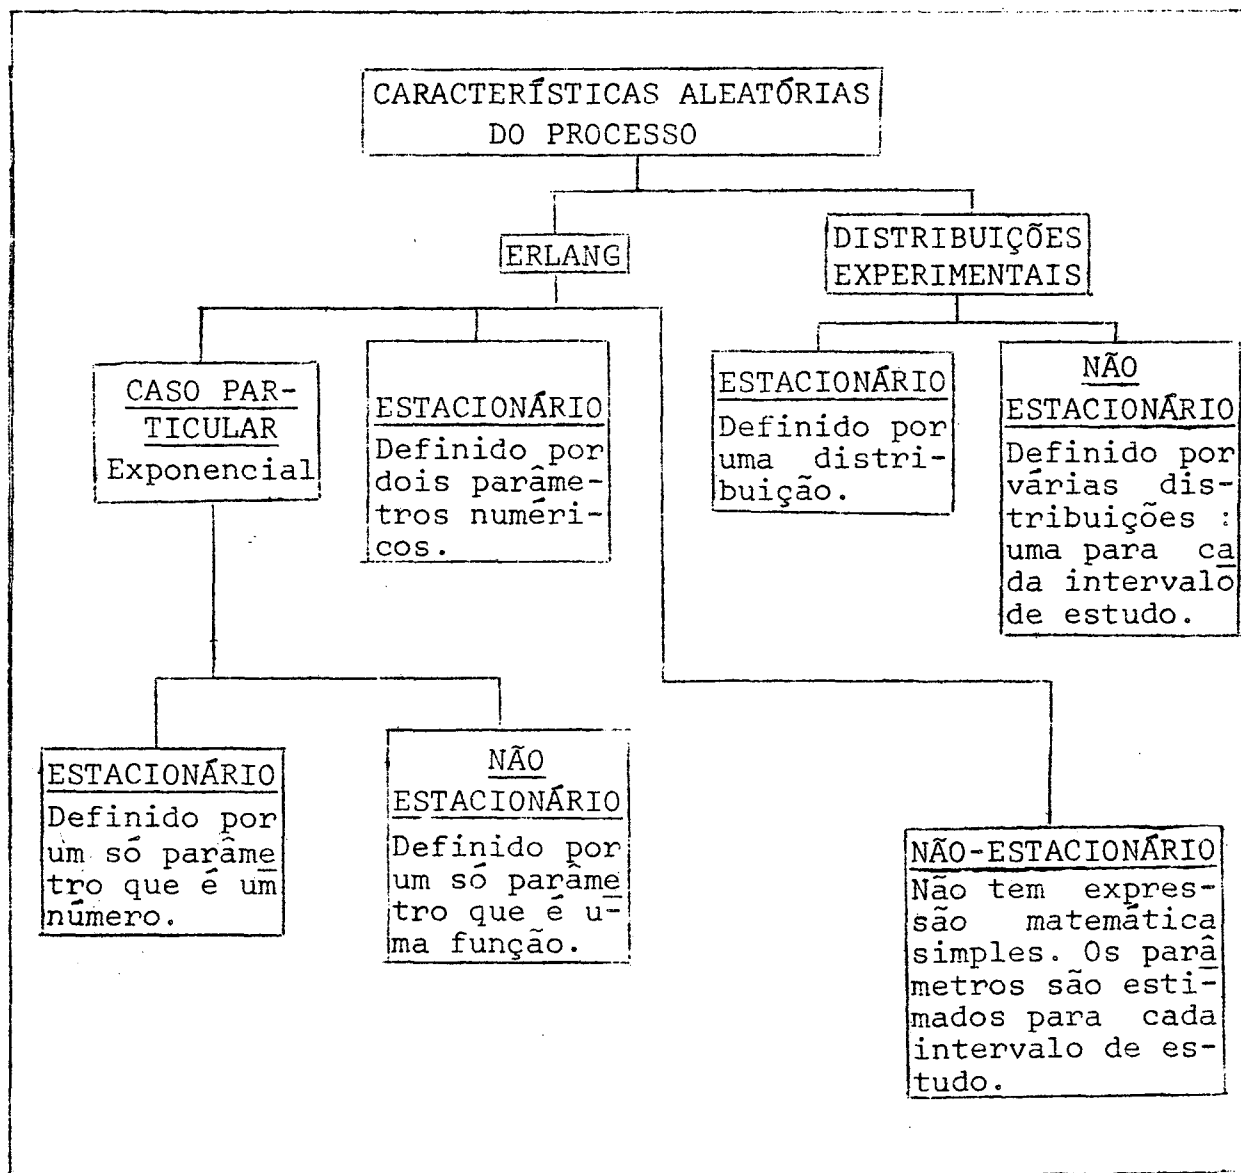 CARACTERÍSTICAS ALEATÓRIAS
DO PROCESSO
ERLANG
DISTRIBUIÇÕES
EXPERIMENTAIS
CASO PAR-
TICULAR
Exponencial
ESTACIONÁRIO
Definido por
dois parâme-
tros numéri-
cos.
ESTACIONÁRIO
Definido por
uma distri-
buição.
NÃO
ESTACIONÁRIO
Definido por
várias dis-
tribuições :
uma para ca
da intervalo
de estudo.
ESTACIONÁRIO
Definido por
um só parâme
tro que é um
número.
NÃO
ESTACIONÁRIO
Definido por
um só parâme
tro que é u-
ma função.
NÃO-ESTACIONÁRIO
Não tem expres-
são matemática
simples. Os parâ
metros são esti-
mados para cada
intervalo de es-
tudo.